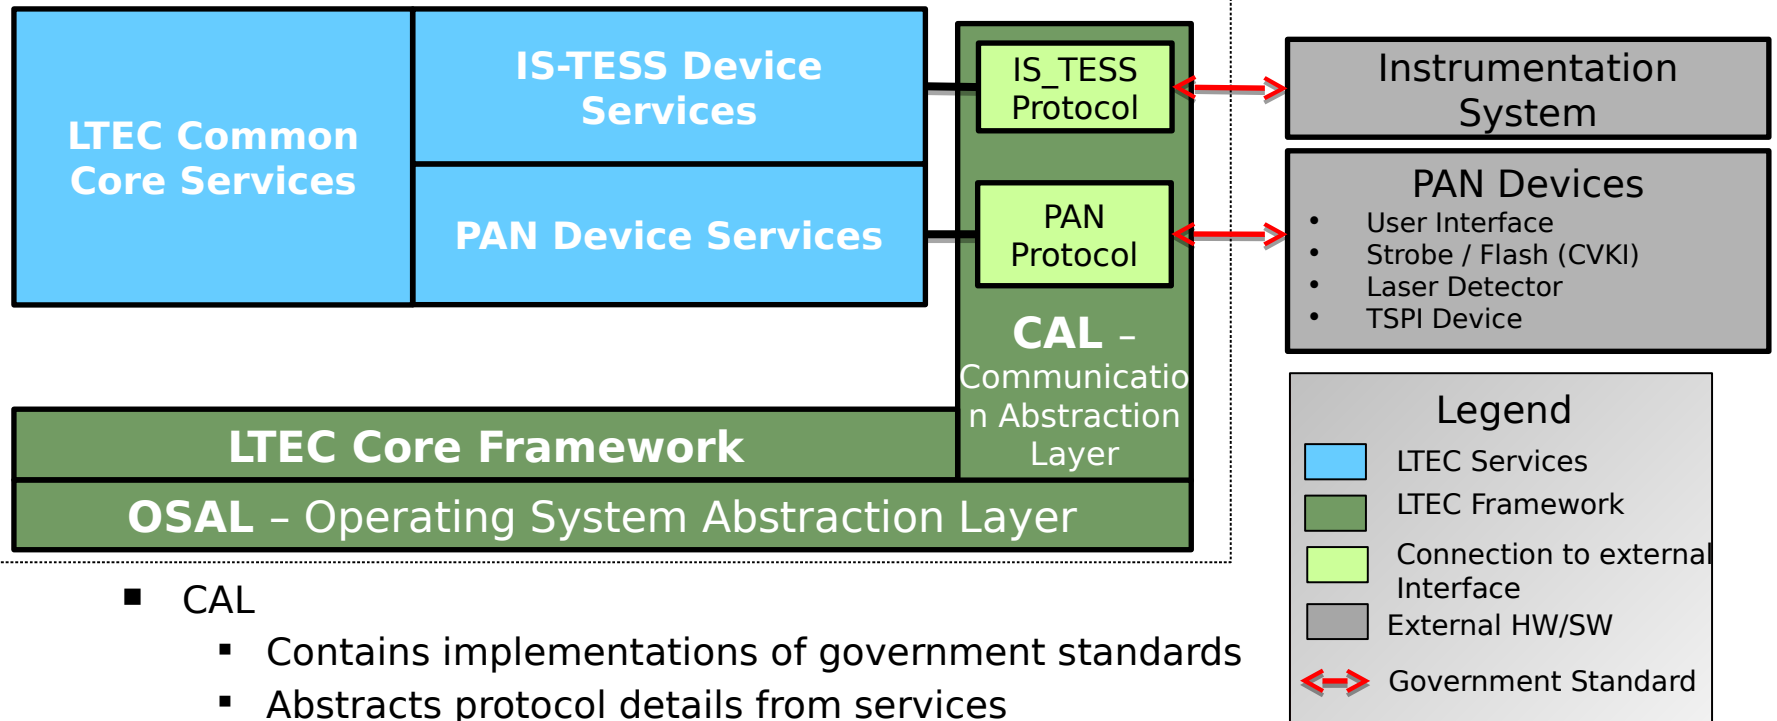 LTEC Common
Core Services
IS-TESS Device
Services
PAN Device Services
IS_TESS
Protocol
PAN
Protocol
CAL –
Communicatio
n Abstraction
Layer
LTEC Core Framework
OSAL – Operating System Abstraction Layer
Instrumentation
System
PAN Devices
• User Interface
• Strobe / Flash (CVKI)
• Laser Detector
• TSPI Device
Legend
LTEC Services
LTEC Framework
Connection to external
Interface
External HW/SW
Government Standard
▪ CAL
▪ Contains implementations of government standards
▪ Abstracts protocol details from services